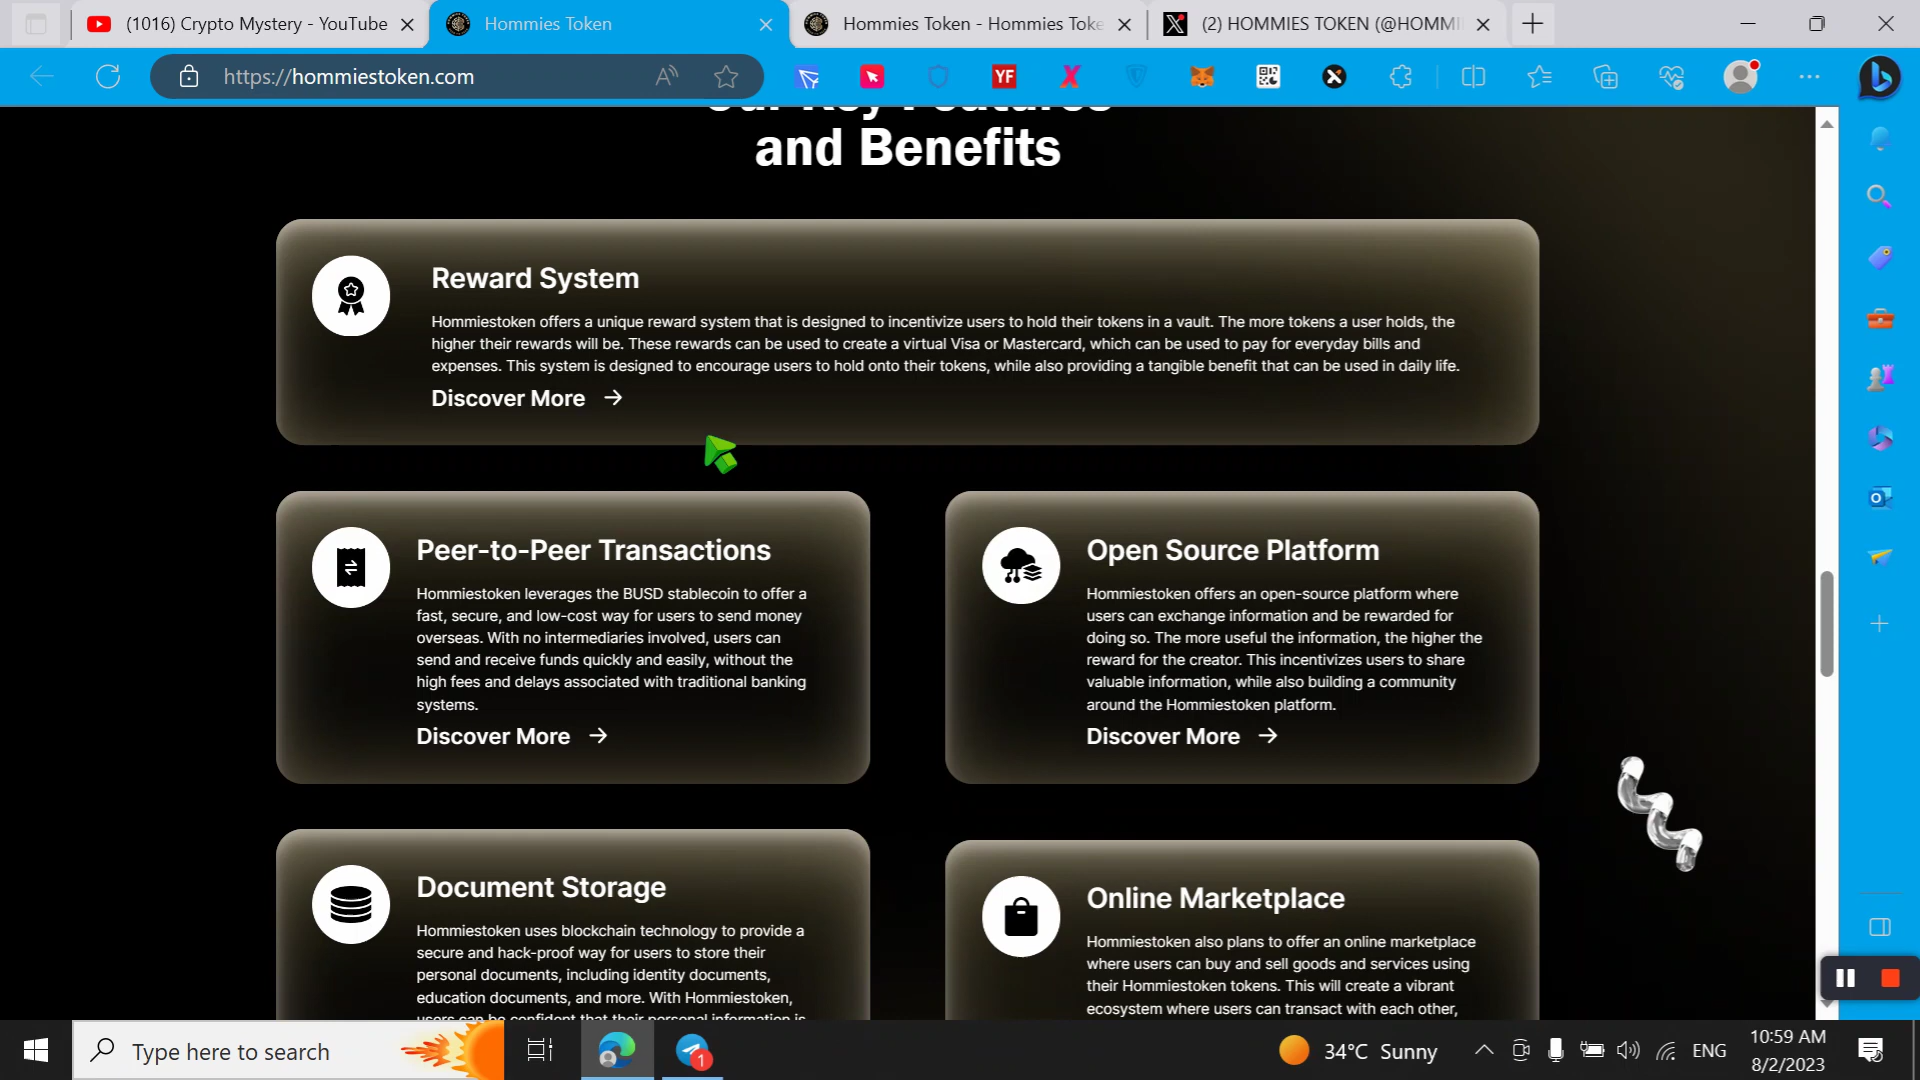 (1016) Crypto Mystery - YouTube
Hommies Token
Hommies Token - Hommies Toke
(2) HOMMIES TOKEN (@HOMMI
https://hommiestoken.com
YF
Our Key Features
and Benefits
Reward System
Hommiestoken offers a unique reward system that is designed to incentivize users to hold their tokens in a vault. The more tokens a user holds, the
higher their rewards will be. These rewards can be used to create a virtual Visa or Mastercard, which can be used to pay for everyday bills and
expenses. This system is designed to encourage users to hold onto their tokens, while also providing a tangible benefit that can be used in daily life.
Discover More →
Peer-to-Peer Transactions
Hommiestoken leverages the BUSD stablecoin to offer a
fast, secure, and low-cost way for users to send money
overseas. With no intermediaries involved, users can
send and receive funds quickly and easily, without the
high fees and delays associated with traditional banking
systems.
Discover More →
Open Source Platform
Hommiestoken offers an open-source platform where
users can exchange information and be rewarded for
doing so. The more useful the information, the higher the
reward for the creator. This incentivizes users to share
valuable information, while also building a community
around the Hommiestoken platform.
Discover More →
Document Storage
Hommiestoken uses blockchain technology to provide a
secure and hack-proof way for users to store their
personal documents, including identity documents,
education documents, and more. With Hommiestoken,
users can be confident that their personal information is
Online Marketplace
Hommiestoken also plans to offer an online marketplace
where users can buy and sell goods and services using
their Hommiestoken tokens. This will create a vibrant
ecosystem where users can transact with each other,
Type here to search
1
34°C Sunny
ENG
10:59 AM
8/2/2023